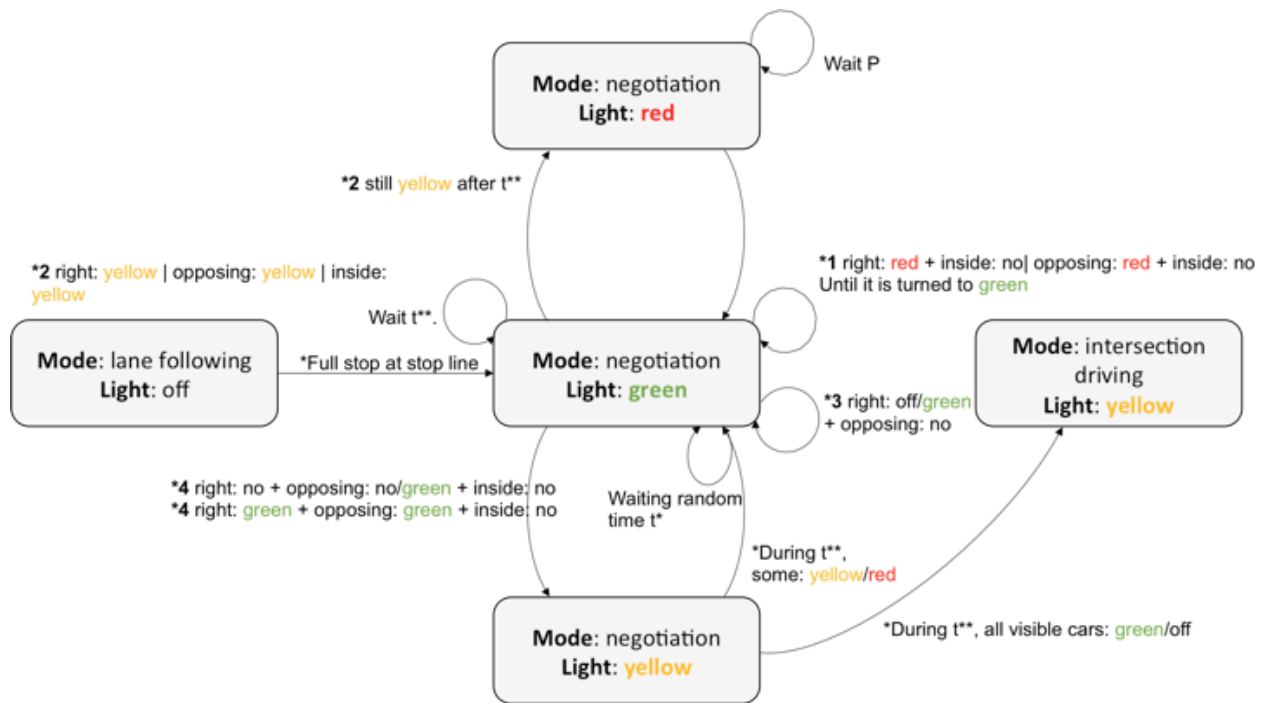 Mode: negotiation
Light: red
Wait P
*2 still yellow after t**
*2 right: yellow | opposing: yellow | inside:
yellow
Wait t**.
*1 right: red + inside: no| opposing: red + inside: no
Until it is turned to green
Mode: lane following
Light: off
*Full stop at stop line
Mode: negotiation
Light: green
Mode: intersection
driving
Light: yellow
*3 right: off/green
+ opposing: no
*4 right: no + opposing: no/green + inside: no
*4 right: green + opposing: green + inside: no
Waiting random
time t*
*During t**,
some: yellow/red
*During t**, all visible cars: green/off
Mode: negotiation
Light: yellow